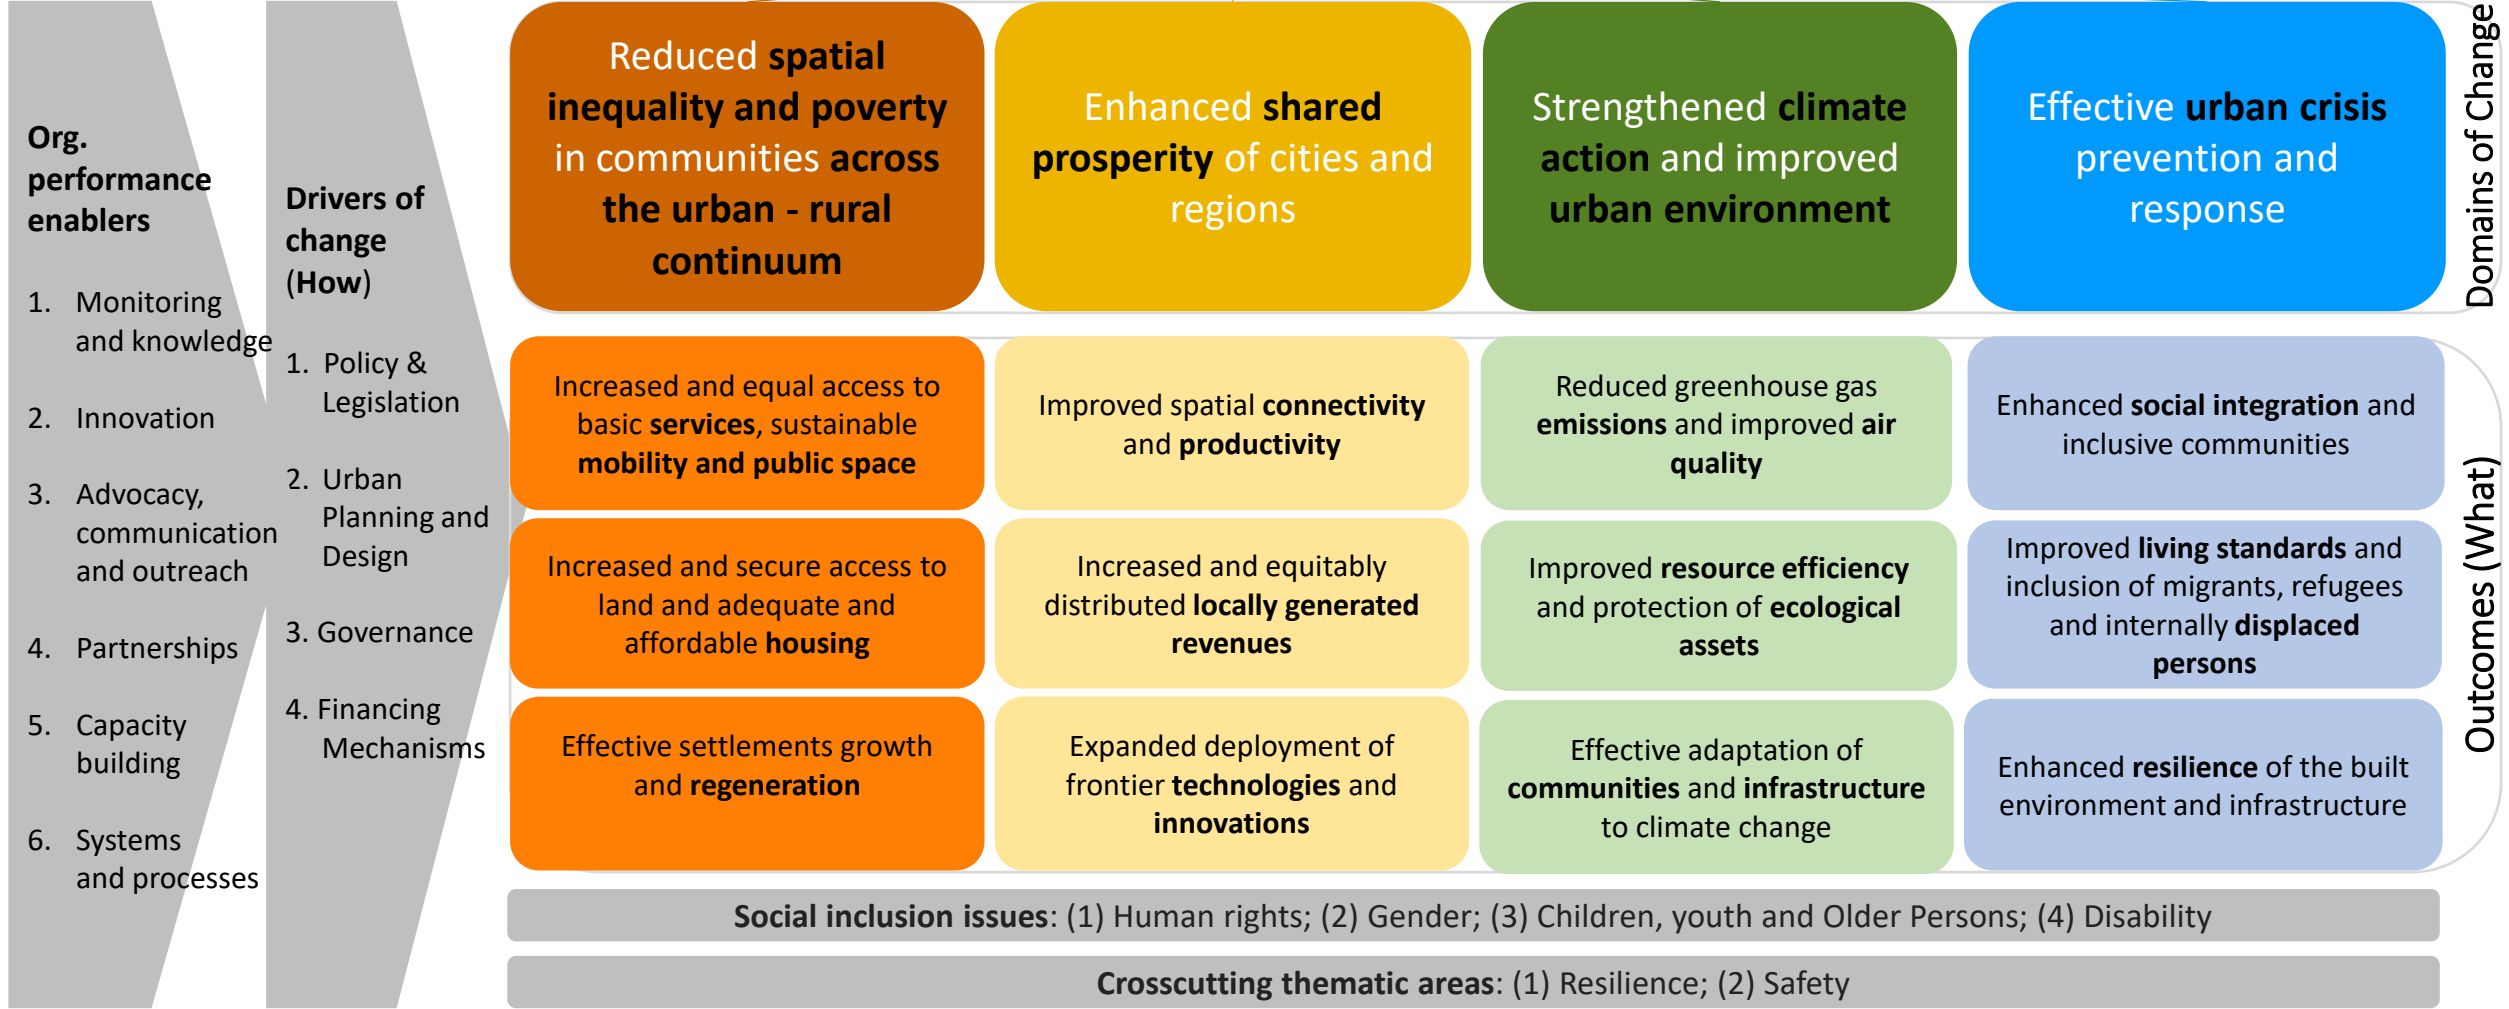 Org.
performance
enablers
1. Monitoring
and knowledge
2. Innovation
3. Advocacy,
communication
and outreach
4. Partnerships
5. Capacity
building
6. Systems
and processes
Drivers of
change
(How)
1. Policy &
Legislation
2. Urban
Planning and
Design
3. Governance
4. Financing
Mechanisms
Reduced spatial
inequality and poverty
in communities across
the urban - rural
continuum
Enhanced shared
prosperity of cities and
regions
Strengthened climate
action and improved
urban environment
Effective urban crisis
prevention and
response
Domains of Change
Increased and equal access to
basic services, sustainable
mobility and public space
Improved spatial connectivity
and productivity
Reduced greenhouse gas
emissions and improved air
quality
Enhanced social integration and
inclusive communities
Increased and secure access to
land and adequate and
affordable housing
Increased and equitably
distributed locally generated
revenues
Improved resource efficiency
and protection of ecological
assets
Improved living standards and
inclusion of migrants, refugees
and internally displaced
persons
Effective settlements growth
and regeneration
Expanded deployment of
frontier technologies and
innovations
Effective adaptation of
communities and infrastructure
to climate change
Enhanced resilience of the built
environment and infrastructure
Outcomes (What)
Social inclusion issues: (1) Human rights; (2) Gender; (3) Children, youth and Older Persons; (4) Disability
Crosscutting thematic areas: (1) Resilience; (2) Safety